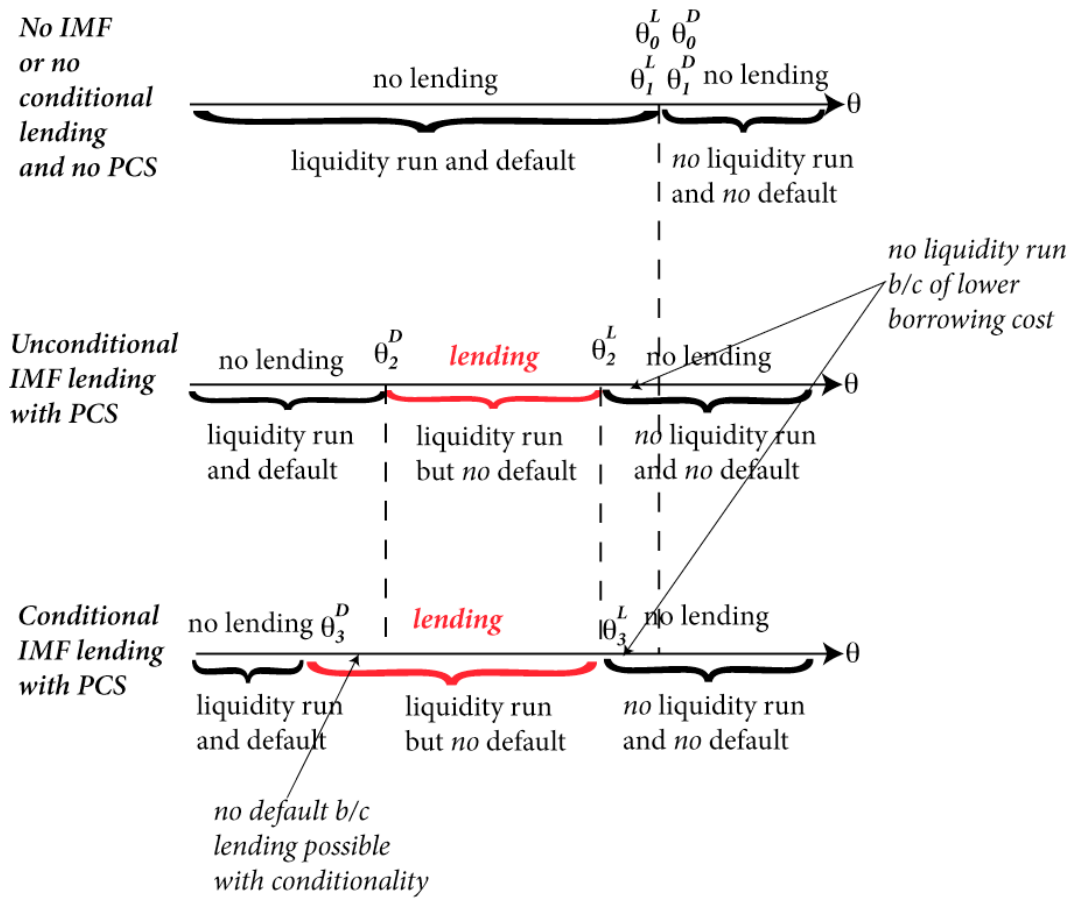 No IMF
or no
conditional
lending
and no PCS
θ₀ᴸ θ₀ᴰ
no lending
θ₁ᴸ θ₁ᴰ no lending
θ
liquidity run and default
no liquidity run
and no default
no liquidity run
b/c of lower
borrowing cost
Unconditional
IMF lending
with PCS
no lending
θ₂ᴰ
lending
θ₂ᴸ
no lending
θ
liquidity run
and default
liquidity run
but no default
no liquidity run
and no default
Conditional
IMF lending
with PCS
no lending
θ₃ᴰ
lending
θ₃ᴸ
no lending
θ
liquidity run
and default
liquidity run
but no default
no liquidity run
and no default
no default b/c
lending possible
with conditionality